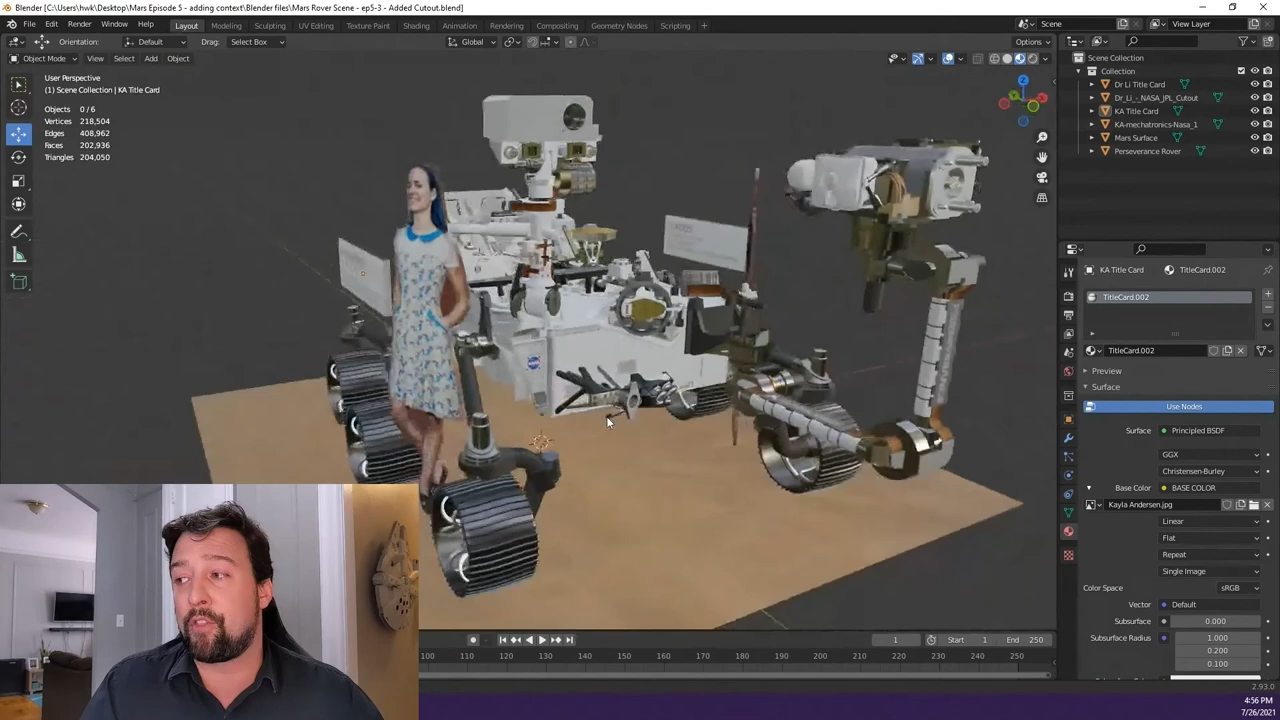 Blender [C:\Users\hwk\Desktop\Mars Episode 5 - adding context\Blender files\Mars Rover Scene - ep5-3 - Added Cutout.blend]
File Edit Render Window Help Layout Modeling Sculpting UV Editing Texture Paint Shading Animation Rendering Compositing Geometry Nodes Scripting + Scene View Layer
Orientation: Default Drag: Select Box Global Options
Object Mode View Select Add Object
User Perspective
(1) Scene Collection | KA Title Card
Objects 0/6
Vertices 218,504
Edges 408,962
Faces 202,936
Triangles 204,050
Scene Collection
Collection
Dr Li Title Card
Dr_Li_-_NASA_JPL_Cutout
KA Title Card
KA-mechatronics-Nasa_1
Mars Surface
Perseverance Rover
KA Title Card TitleCard.002
TitleCard.002
TitleCard.002
Preview
Surface
Use Nodes
Surface Principled BSDF
GGX
Christensen-Burley
Base Color BASE COLOR
Kayla Andersen.jpg
Linear
Flat
Repeat
Single Image
Color Space sRGB
Vector Default
Subsurface 0.000
Subsurface Radius 1.000
0.200
0.100
NASA
1 Start 1 End 250
100 110 120 130 140 150 160 170 180 190 200 210 220 230 240 250
2.93.0
4:56 PM
7/26/2021